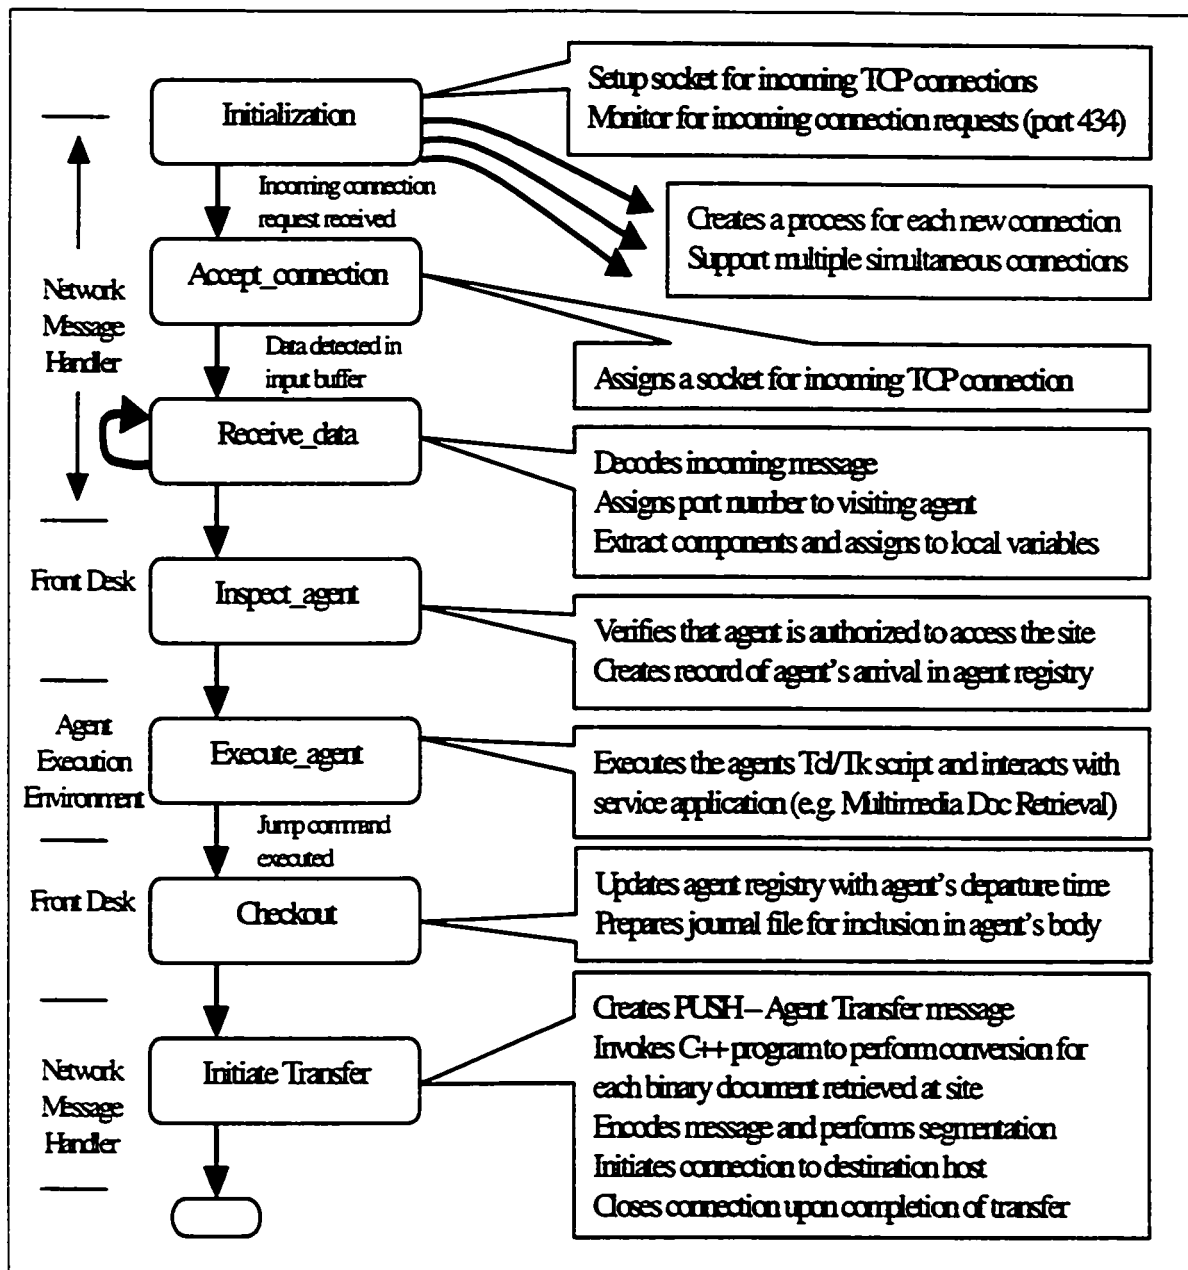 Setup socket for incoming TCP connections
Monitor for incoming connection requests (port 434)
Initialization
Incoming connection
request received
Creates a process for each new connection
Support multiple simultaneous connections
Accept_connection
Network
Message
Handler
Data detected in
input buffer
Assigns a socket for incoming TCP connection
Receive_data
Decodes incoming message
Assigns port number to visiting agent
Extract components and assigns to local variables
Front Desk
Inspect_agent
Verifies that agent is authorized to access the site
Creates record of agent's arrival in agent registry
Agent
Execution
Environment
Execute_agent
Executes the agents Tcl/Tk script and interacts with
service application (e.g. Multimedia Doc Retrieval)
Jump command
executed
Front Desk
Checkout
Updates agent registry with agent's departure time
Prepares journal file for inclusion in agent's body
Network
Message
Handler
Initiate Transfer
Creates PUSH – Agent Transfer message
Invokes C++ program to perform conversion for
each binary document retrieved at site
Encodes message and performs segmentation
Initiates connection to destination host
Closes connection upon completion of transfer